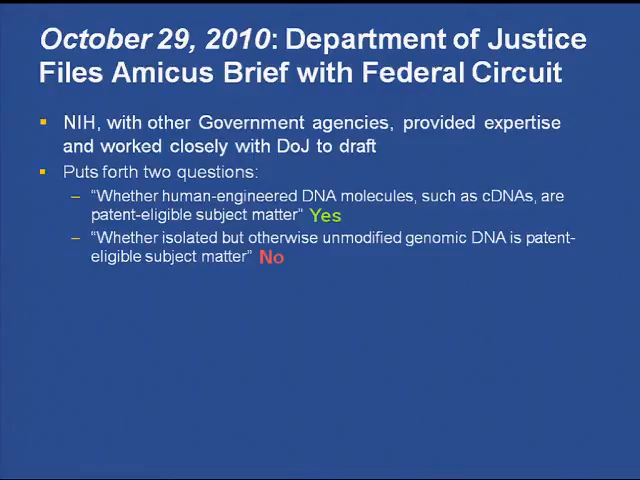 October 29, 2010: Department of Justice
Files Amicus Brief with Federal Circuit
▪ NIH, with other Government agencies, provided expertise
and worked closely with DoJ to draft
▪ Puts forth two questions:
– “Whether human-engineered DNA molecules, such as cDNAs, are
patent-eligible subject matter” Yes
– “Whether isolated but otherwise unmodified genomic DNA is patent-
eligible subject matter” No